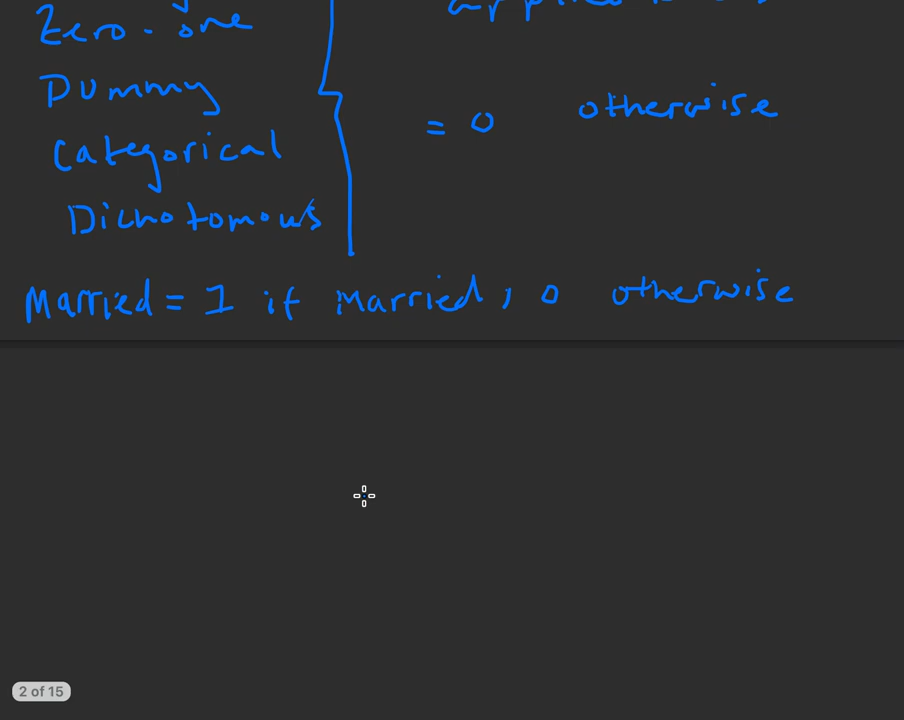 Zero-one
Dummy
Categorical
Dichotomous
= 0 otherwise
Married = 1 if married, 0 otherwise
2 of 15